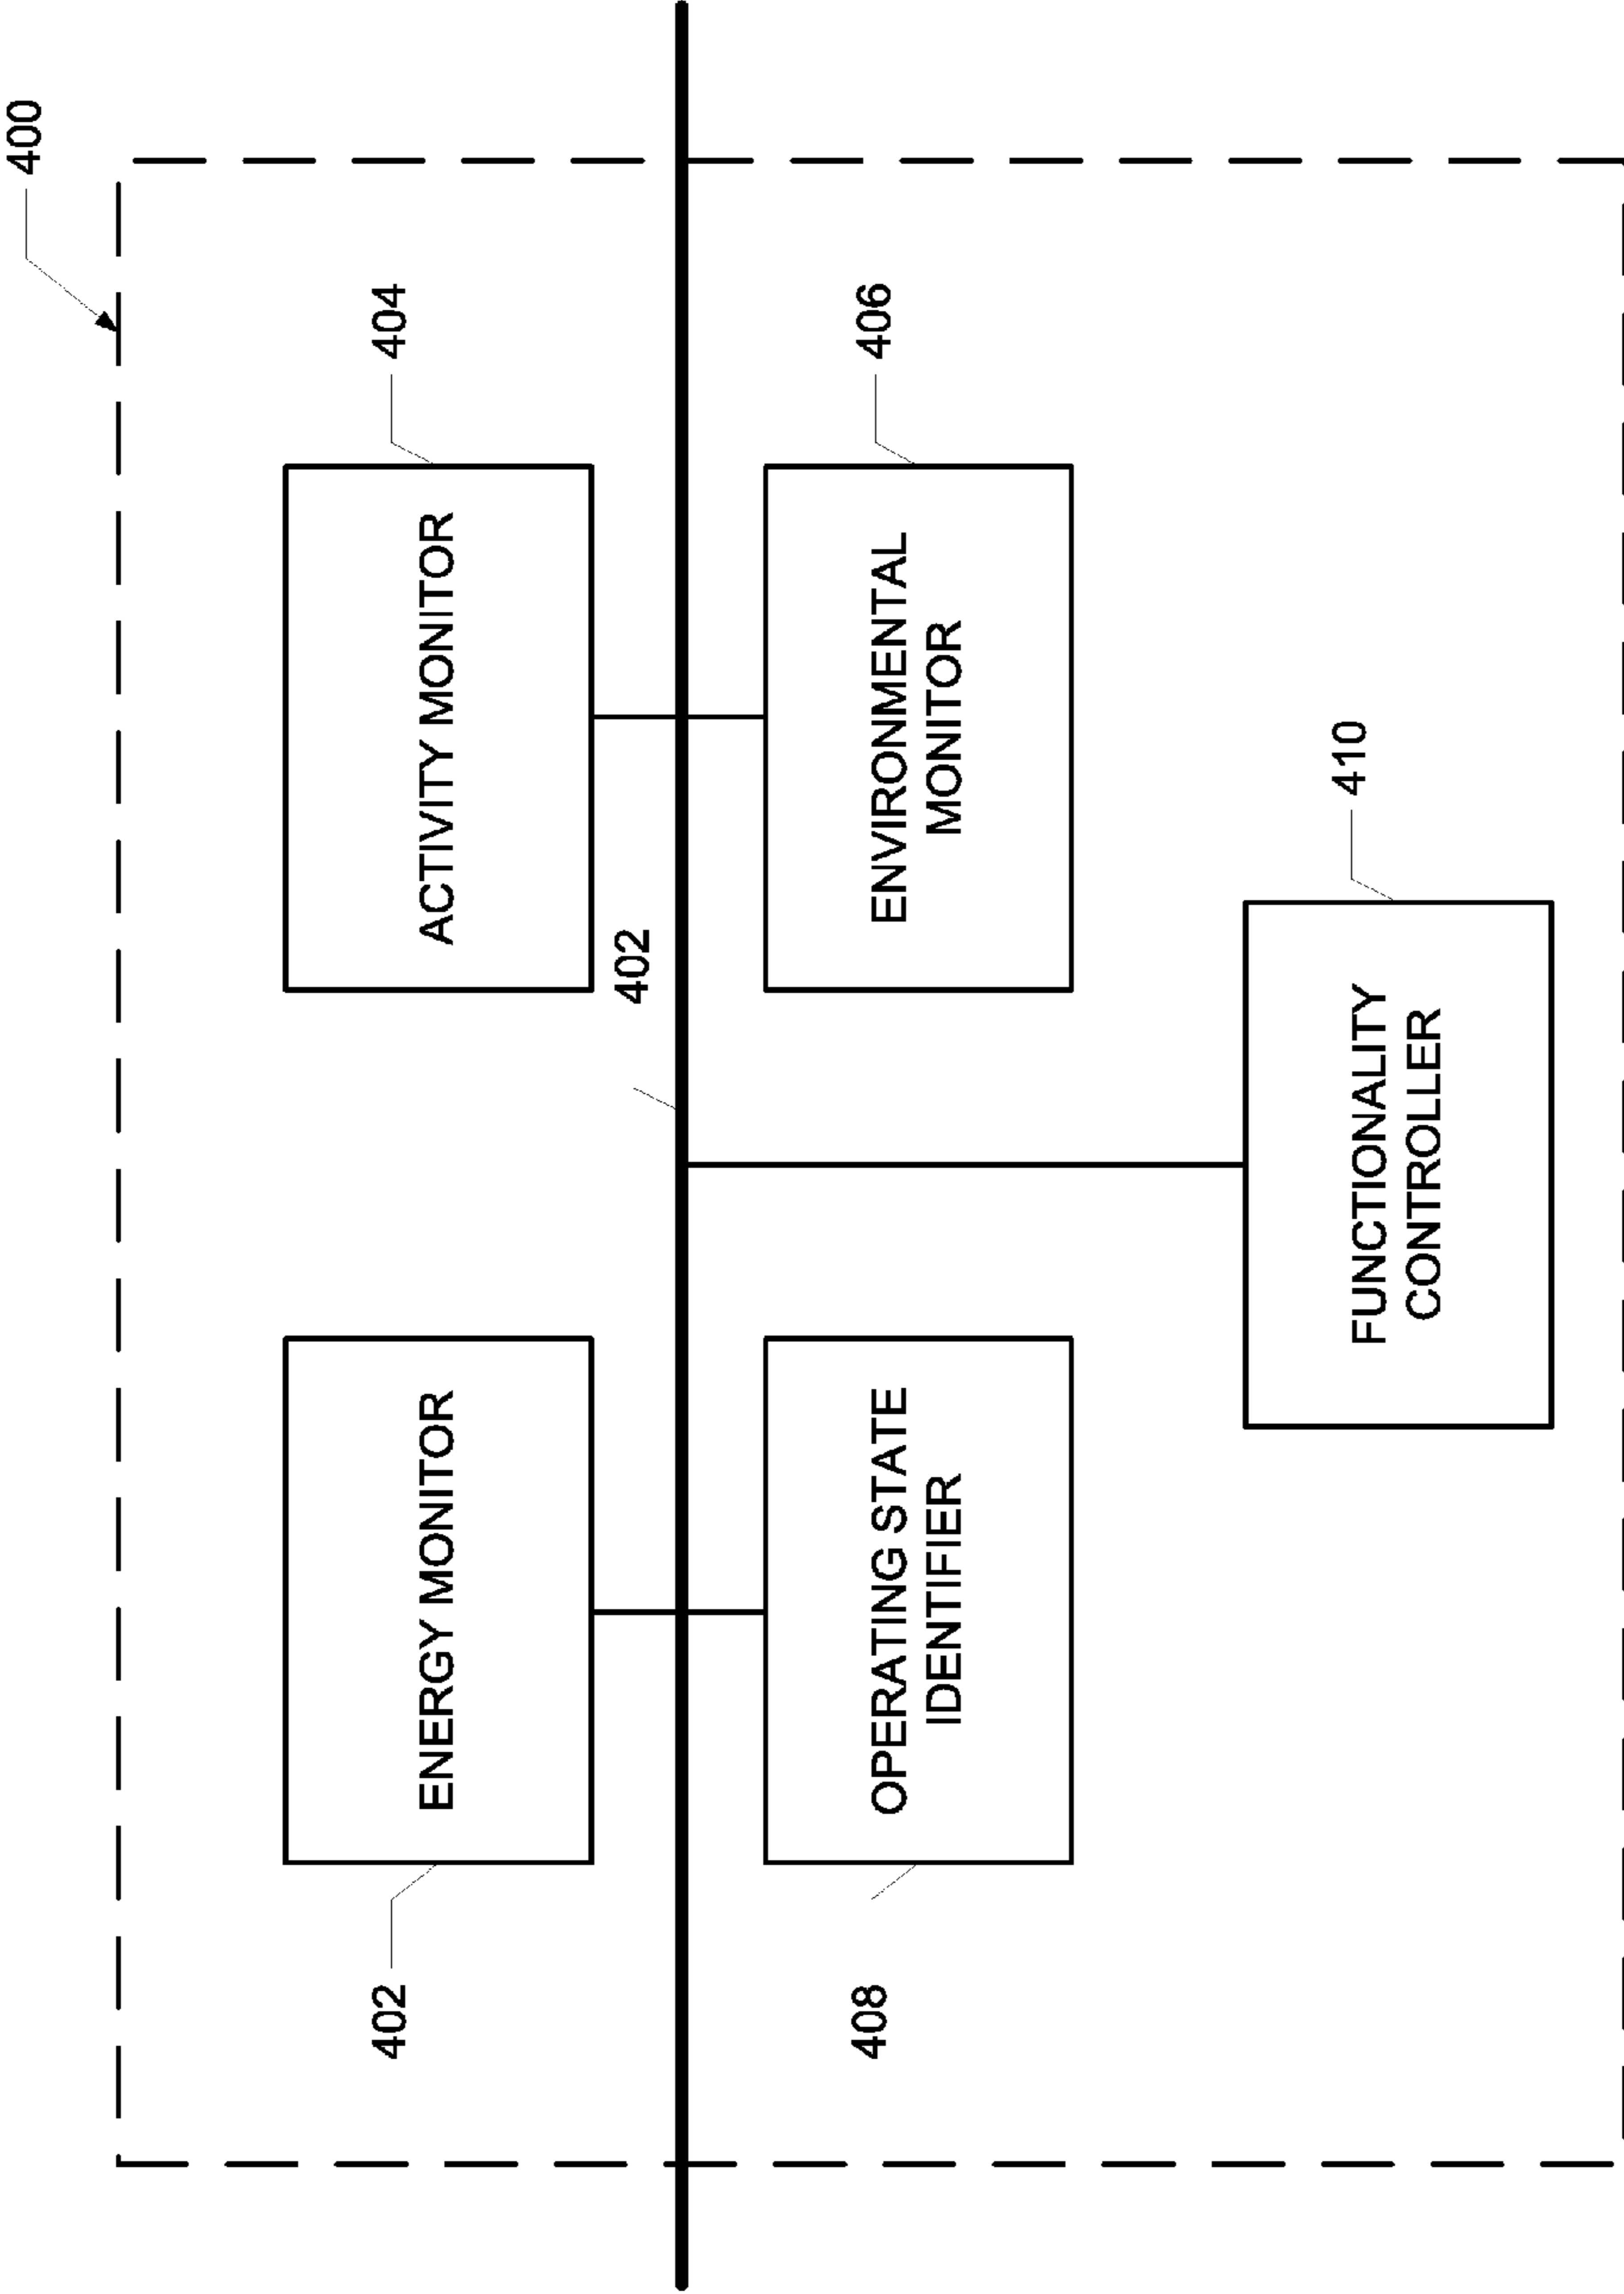 400
402
ENERGY MONITOR
ACTIVITY MONITOR
404
402
408
OPERATING STATE
IDENTIFIER
ENVIRONMENTAL
MONITOR
406
FUNCTIONALITY
CONTROLLER
410